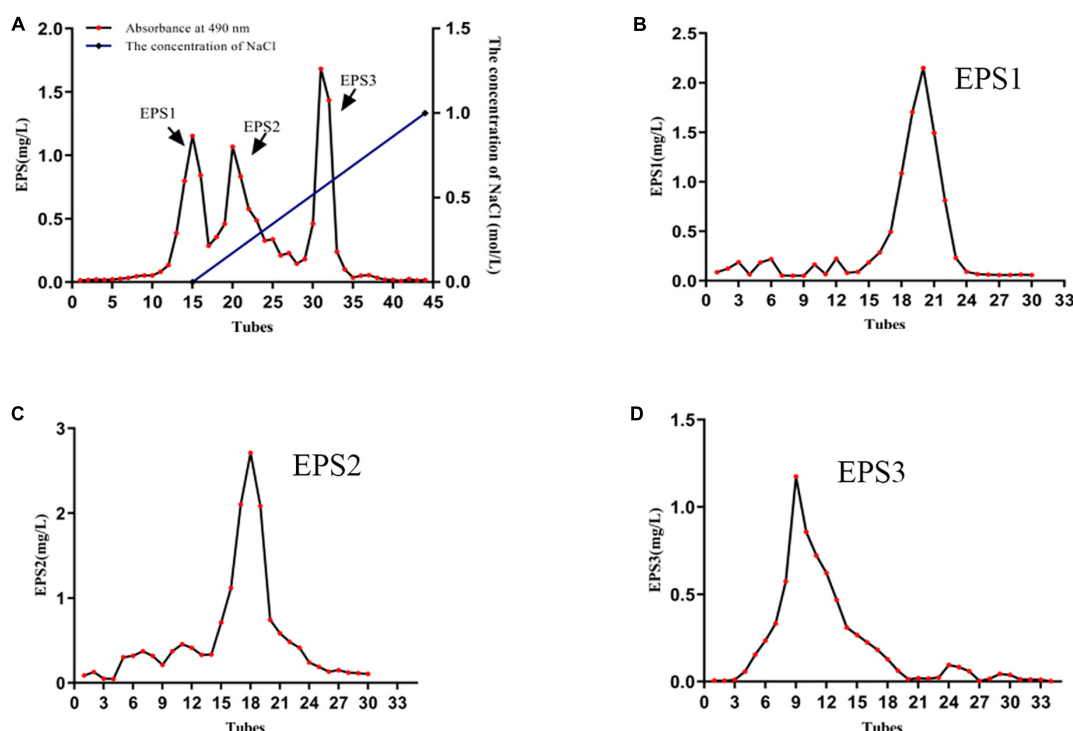 A
Absorbance at 490 nm
The concentration of NaCl
EPS1
EPS2
EPS3
EPS(mg/L)
2.0
1.5
1.0
0.5
0.0
The concentration of NaCl (mol/L)
1.5
1.0
0.5
0.0
0 5 10 15 20 25 30 35 40 45
Tubes
B
EPS1
EPS1(mg/L)
2.5
2.0
1.5
1.0
0.5
0.0
0 3 6 9 12 15 18 21 24 27 30 33
Tubes
C
EPS2
EPS2(mg/L)
3
2
1
0
0 3 6 9 12 15 18 21 24 27 30 33
Tubes
D
EPS3
EPS3(mg/L)
1.5
1.0
0.5
0.0
0 3 6 9 12 15 18 21 24 27 30 33
Tubes